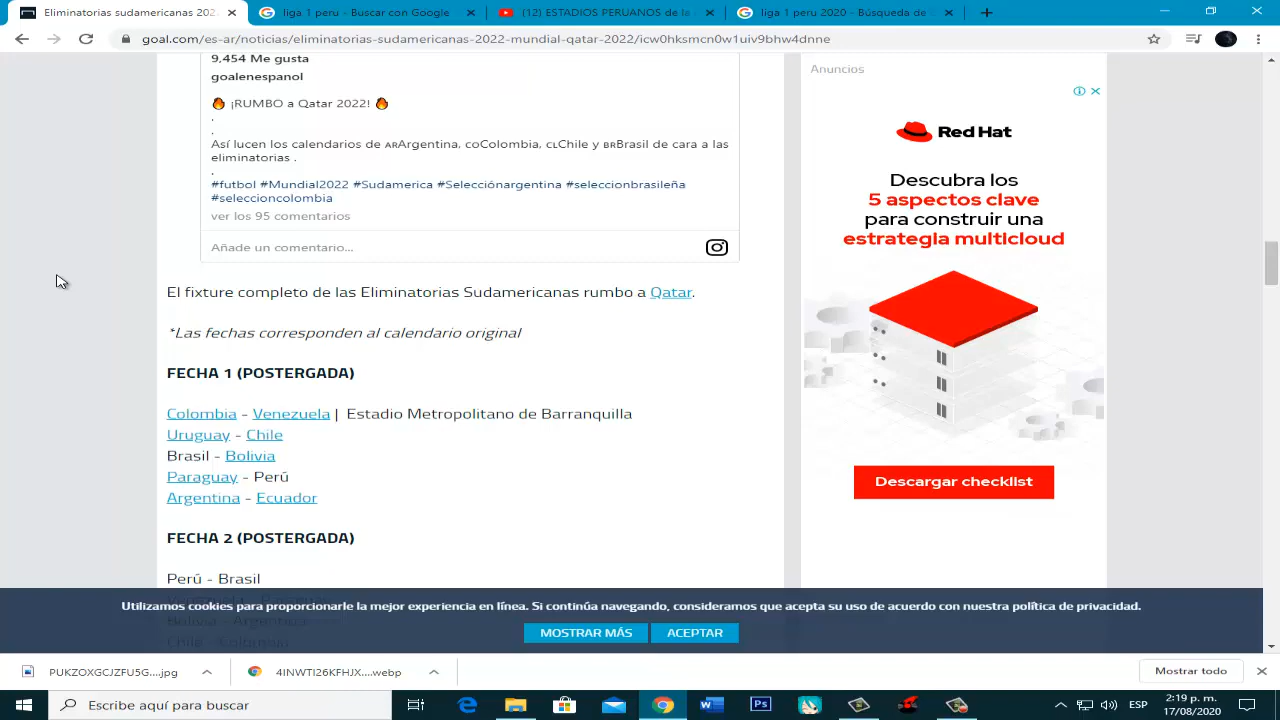 Eliminatorias sudamericanas 202
liga 1 peru - Buscar con Google
(12) ESTADIOS PERUANOS de la
liga 1 peru 2020 - Búsqueda de
goal.com/es-ar/noticias/eliminatorias-sudamericanas-2022-mundial-qatar-2022/icw0hksmcn0w1uiv9bhw4dnne
9,454 Me gusta
goalenespanol
¡RUMBO a Qatar 2022!
.
.
Así lucen los calendarios de ARArgentina, COColombia, CLChile y BRBrasil de cara a las
eliminatorias .
.
#futbol #Mundial2022 #Sudamerica #Selecciónargentina #seleccionbrasileña
#seleccioncolombia
ver los 95 comentarios
Añade un comentario...
El fixture completo de las Eliminatorias Sudamericanas rumbo a Qatar.
*Las fechas corresponden al calendario original
FECHA 1 (POSTERGADA)
Colombia - Venezuela | Estadio Metropolitano de Barranquilla
Uruguay - Chile
Brasil - Bolivia
Paraguay - Perú
Argentina - Ecuador
FECHA 2 (POSTERGADA)
Perú - Brasil
Venezuela - Paraguay
Bolivia - Argentina
Chile - Colombia
Anuncios
Red Hat
Descubra los
5 aspectos clave
para construir una
estrategia multicloud
Descargar checklist
Utilizamos cookies para proporcionarle la mejor experiencia en línea. Si continúa navegando, consideramos que acepta su uso de acuerdo con nuestra política de privacidad.
MOSTRAR MÁS
ACEPTAR
PUKZOXGCJZFU5G....jpg
4INWTI26KFHJX....webp
Mostrar todo
Escribe aquí para buscar
ESP
2:19 p. m.
17/08/2020